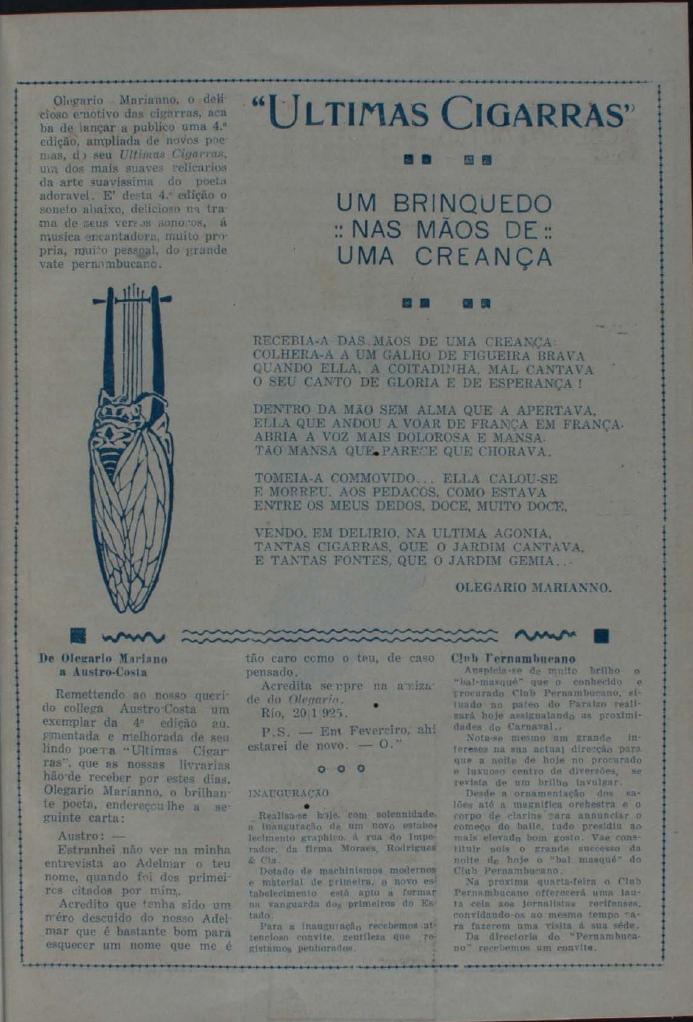 Olegario Marianno, o deli-
cioso emotivo das cigarras, aca
ba de lançar a publico uma 4.ª
edição, ampliada de novos poe-
mas, do seu Ultimas Cigarras,
um dos mais suaves relicarios
da arte suavissima do poeta
adoravel. E' desta 4.ª edição o
soneto abaixo, delicioso na tra-
ma de seus versos sonoros, á
musica encantadora, muito pro-
pria, muito pessoal, do grande
vate pernambucano.
"ULTIMAS CIGARRAS"
UM BRINQUEDO
:: NAS MÃOS DE ::
UMA CREANÇA
RECEBIA-A DAS MÃOS DE UMA CREANÇA:
COLHERA-A A UM GALHO DE FIGUEIRA BRAVA
QUANDO ELLA, A COITADINHA, MAL CANTAVA
O SEU CANTO DE GLORIA E DE ESPERANÇA !
DENTRO DA MÃO SEM ALMA QUE A APERTAVA,
ELLA QUE ANDOU A VOAR DE FRANÇA EM FRANÇA.
ABRIA A VOZ MAIS DOLOROSA E MANSA.
TÃO MANSA QUE PARECE QUE CHORAVA.
TOMEIA-A COMMOVIDO... ELLA CALOU-SE
E MORREU, AOS PEDACOS, COMO ESTAVA
ENTRE OS MEUS DEDOS, DOCE, MUITO DOCE,
VENDO, EM DELIRIO, NA ULTIMA AGONIA,
TANTAS CIGARRAS, QUE O JARDIM CANTAVA,
E TANTAS FONTES, QUE O JARDIM GEMIA...
OLEGARIO MARIANNO.
De Olegario Mariano
a Austro-Costa
Remettendo ao nosso queri-
do collega Austro-Costa um
exemplar da 4ª edição au.
gmentada e melhorada de seu
lindo poema "Ultimas Cigar-
ras", que as nossas livrarias
hão-de receber por estes dias,
Olegario Marianno, o brilhan-
te poeta, endereçou lhe a se-
guinte carta:
Austro: —
Estranhei não ver na minha
entrevista ao Adelmar o teu
nome, quando foi dos primei-
ros citados por mim.
Acredito que tenha sido um
méro descuido do nosso Adel-
mar que é bastante bom para
esquecer um nome que me é
tão caro como o teu, de caso
pensado.
Acredita sempre na amiza-
de do Olegario.
Rio, 20|1|925.
P.S. — Em Fevereiro, ahi
estarei de novo. — O."
INAUGURAÇÃO
Realisa-se hoje, com solennidade,
a inauguração de um novo estabe-
lecimento graphico, á rua do Impe-
rador, da firma Moraes, Rodrigues
& Cia.
Dotado de machinismos modernos
e material de primeira, o novo es-
tabelecimento está apto a formar
na vanguarda dos primeiros do Es-
tado.
Para a inauguração recebemos at-
tencioso convite, gentileza que re-
gistamos penhorados.
Club Pernambucano
Auspicia-se de muito brilho o
"bal-masqué" que o conhecido e
procurado Club Pernambucano, si-
tuado no pateo do Paraizo reali-
sará hoje assignalando as proximi-
dades do Carnaval..
Nota-se mesmo um grande in-
teresse na sua actual direcção para
que a noite de hoje no procurado
e luxuoso centro de diversões, se
revista de um brilho invulgar.
Desde a ornamentação dos sa-
lões até a magnifica orchestra e o
corpo de clarins para annunciar o
começo do baile, tudo presidiu ao
mais elevado bom gosto. Vae cons-
tituir pois o grande successo da
noite de hoje o "bal masqué" do
Club Pernambucano.
Na proxima quarta-feira o Club
Pernambucano offerecerá uma lau-
ta ceia aos jornalistas recifenses,
convidando-os ao mesmo tempo pa-
ra fazerem uma visita á sua séde.
Da directoria do "Pernambuca-
no" recebemos um convite.